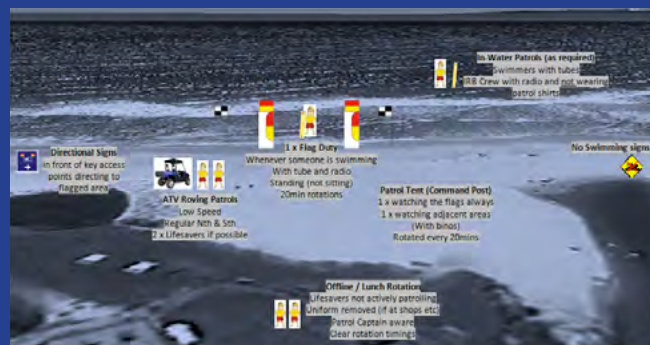 In-Water Patrols (as required)
Swimmers with tubes
IRB Crew with radio and not wearing
patrol shirts
Directional Signs
in front of key access
points directing to
flagged area
1 x Flag Duty
Whenever someone is swimming
With tube and radio
Standing (not sitting)
20min rotations
No Swimming signs
ATV Roving Patrols
Low Speed
Regular Nth & Sth
2 x Lifesavers if possible
Patrol Tent (Command Post)
1 x watching the flags always
1 x watching adjacent areas
(With binos)
Rotated every 20mins
Offline / Lunch Rotation
Lifesavers not actively patrolling
Uniform removed (if at shops etc)
Patrol Captain aware
Clear rotation timings